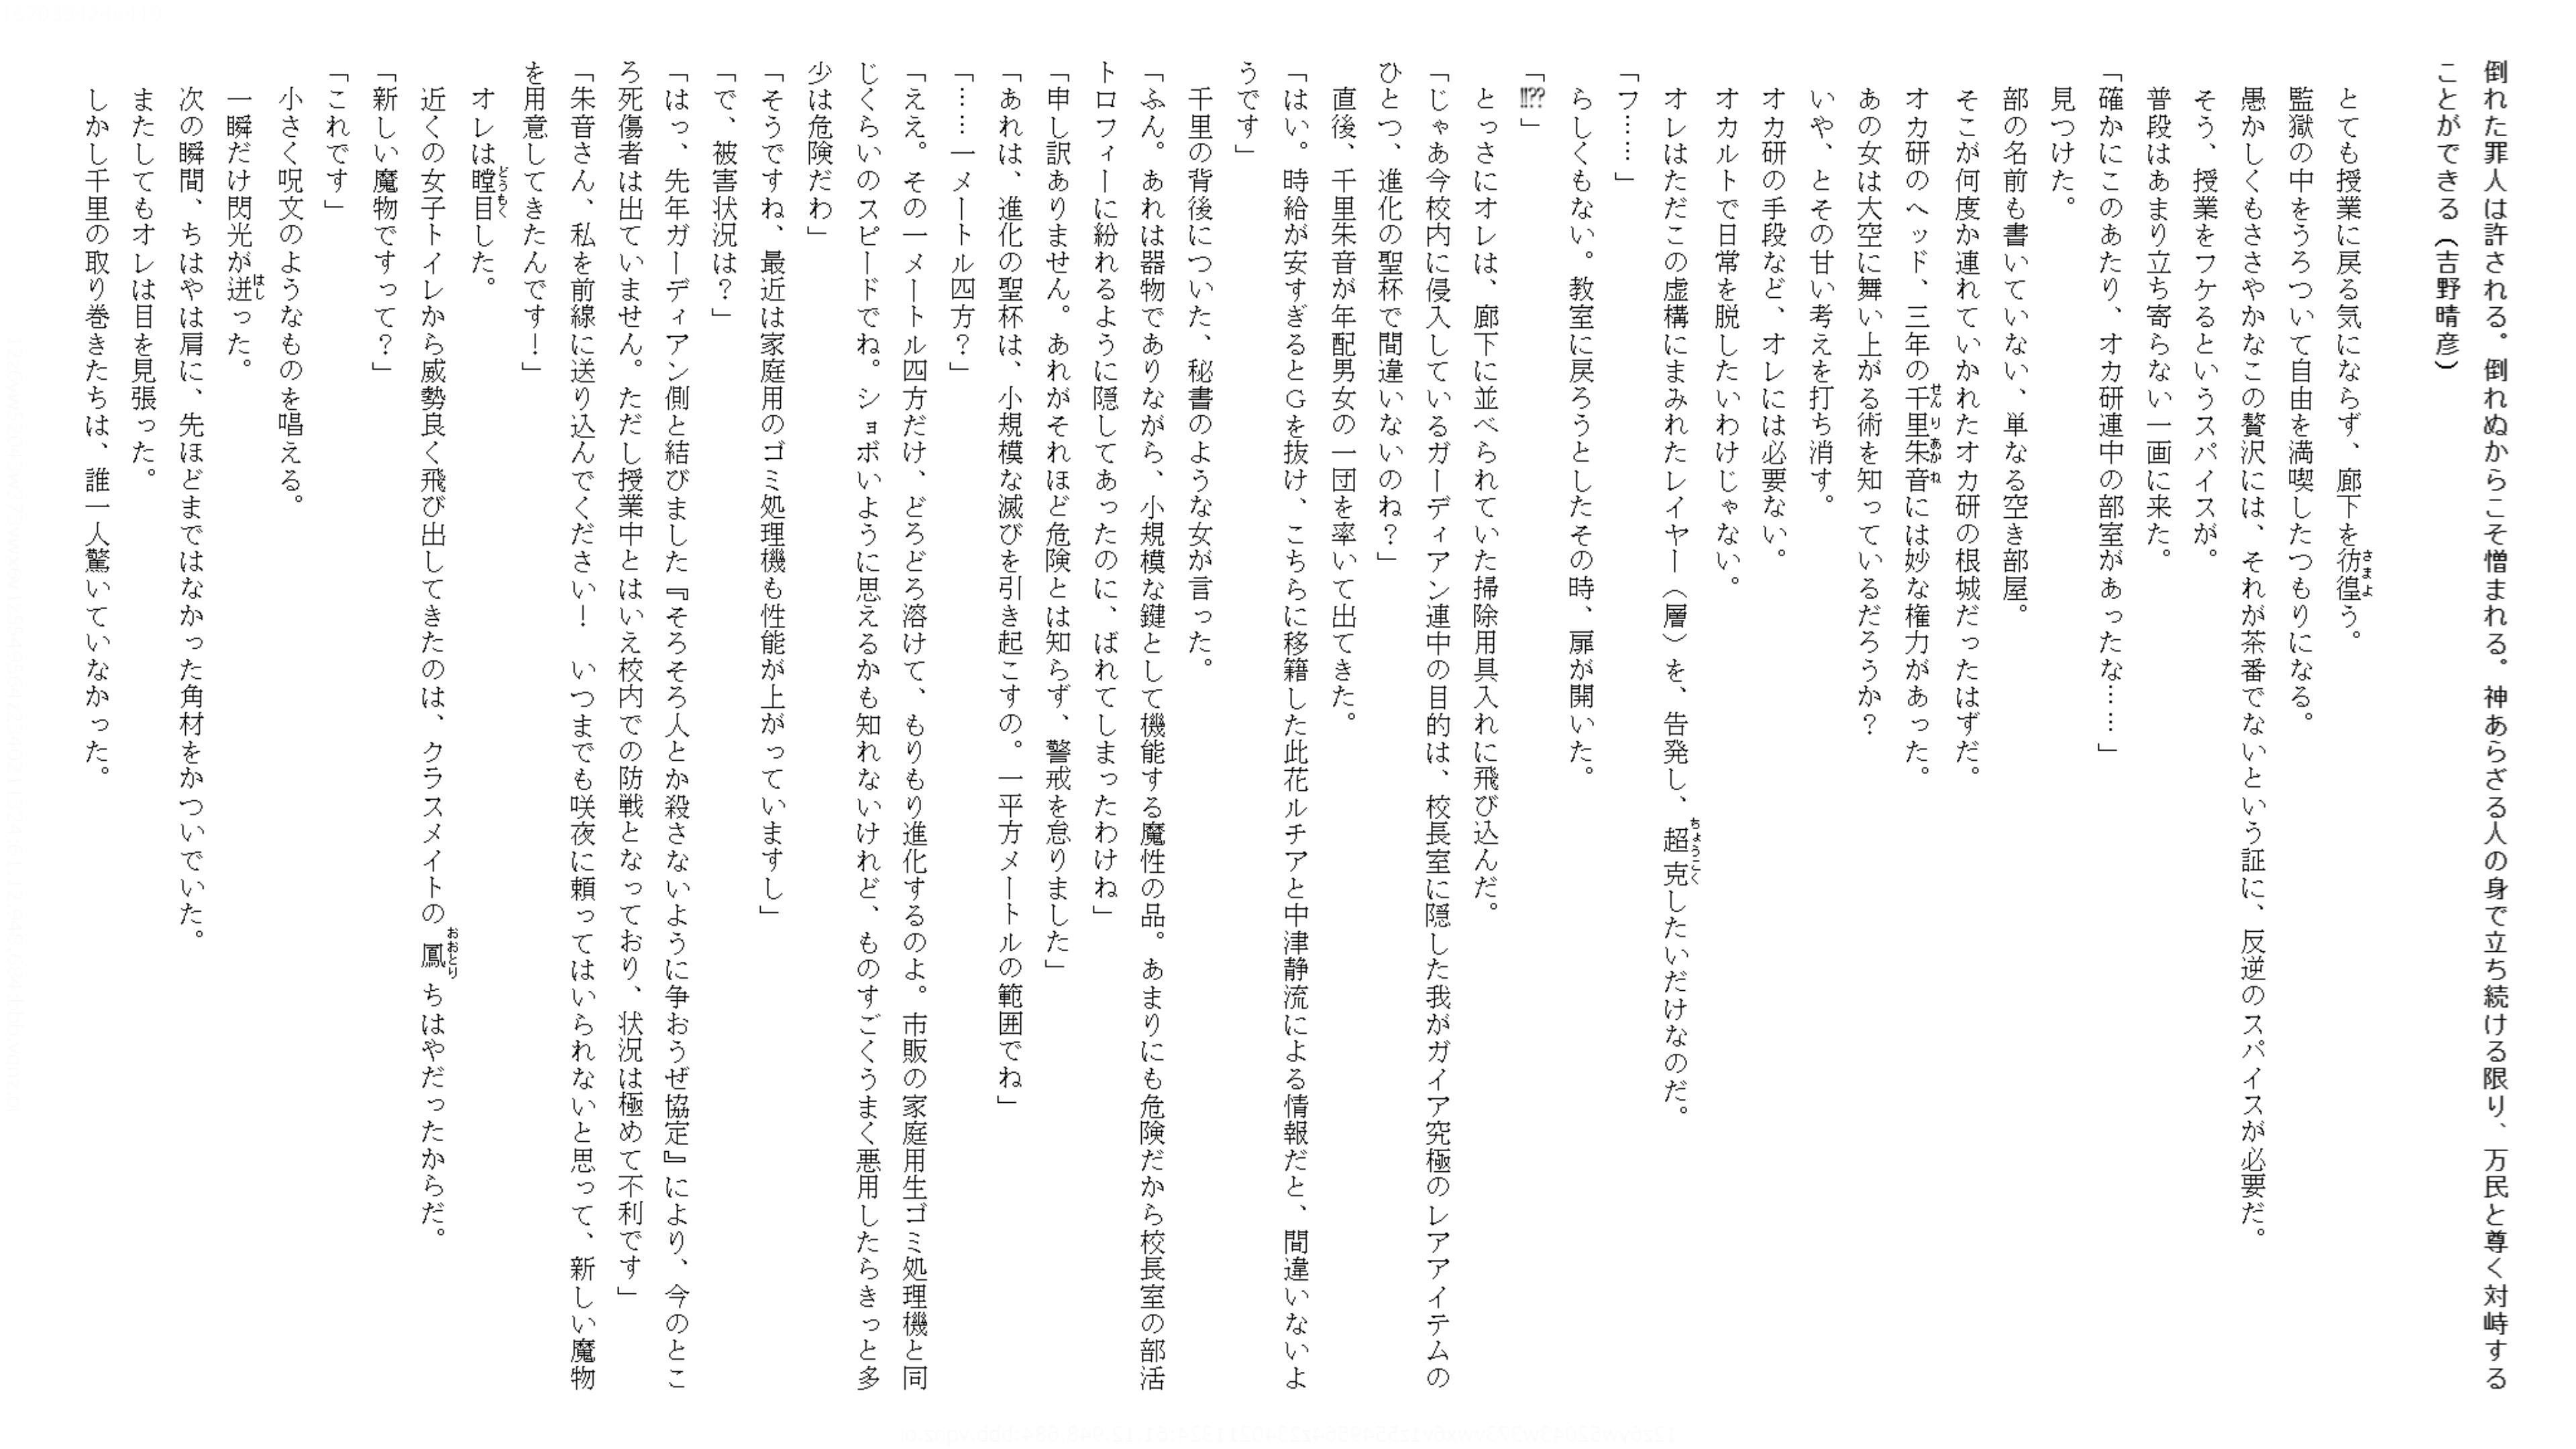 倒れた罪人は許される。倒れぬからこそ憎まれる。神あらざる人の身で立ち続ける限り、万民と尊く対峙する
ことができる（吉野晴彦）
とても授業に戻る気にならず、廊下を彷徨う。
監獄の中をうろついて自由を満喫したつもりになる。
愚かしくもささやかなこの贅沢には、それが茶番でないという証に、反逆のスパイスが必要だ。
そう、授業をフケるというスパイスが。
普段はあまり立ち寄らない一画に来た。
「確かにこのあたり、オカ研連中の部室があったな……」
見つけた。
部の名前も書いていない、単なる空き部屋。
そこが何度か連れていかれたオカ研の根城だったはずだ。
オカ研のヘッド、三年の千里朱音には妙な権力があった。
あの女は大空に舞い上がる術を知っているだろうか？
いや、とその甘い考えを打ち消す。
オカ研の手段など、オレには必要ない。
オカルトで日常を脱したいわけじゃない。
オレはただこの虚構にまみれたレイヤー（層）を、告発し、超克したいだけなのだ。
「フ……」
らしくもない。教室に戻ろうとしたその時、扉が開いた。
「!!??」
とっさにオレは、廊下に並べられていた掃除用具入れに飛び込んだ。
「じゃあ今校内に侵入しているガーディアン連中の目的は、校長室に隠した我がガイア究極のレアアイテムの
ひとつ、進化の聖杯で間違いないのね？」
直後、千里朱音が年配男女の一団を率いて出てきた。
「はい。時給が安すぎるとＧを抜け、こちらに移籍した此花ルチアと中津静流による情報だと、間違いないよ
うです」
千里の背後についた、秘書のような女が言った。
「ふん。あれは器物でありながら、小規模な鍵として機能する魔性の品。あまりにも危険だから校長室の部活
トロフィーに紛れるように隠してあったのに、ばれてしまったわけね」
「申し訳ありません。あれがそれほど危険とは知らず、警戒を怠りました」
「あれは、進化の聖杯は、小規模な滅びを引き起こすの。一平方メートルの範囲でね」
「……一メートル四方？」
「ええ。その一メートル四方だけ、どろどろ溶けて、もりもり進化するのよ。市販の家庭用生ゴミ処理機と同
じくらいのスピードでね。ショボいように思えるかも知れないけれど、ものすごくうまく悪用したらきっと多
少は危険だわ」
「そうですね、最近は家庭用のゴミ処理機も性能が上がっていますし」
「で、被害状況は？」
「はっ、先年ガーディアン側と結びました『そろそろ人とか殺さないように争おうぜ協定』により、今のとこ
ろ死傷者は出ていません。ただし授業中とはいえ校内での防戦となっており、状況は極めて不利です」
「朱音さん、私を前線に送り込んでください！　いつまでも咲夜に頼ってはいられないと思って、新しい魔物
を用意してきたんです！」
オレは瞠目した。
近くの女子トイレから威勢良く飛び出してきたのは、クラスメイトの鳳ちはやだったからだ。
「新しい魔物ですって？」
「これです」
小さく呪文のようなものを唱える。
一瞬だけ閃光が迸った。
次の瞬間、ちはやは肩に、先ほどまではなかった角材をかついでいた。
またしてもオレは目を見張った。
しかし千里の取り巻きたちは、誰一人驚いていなかった。